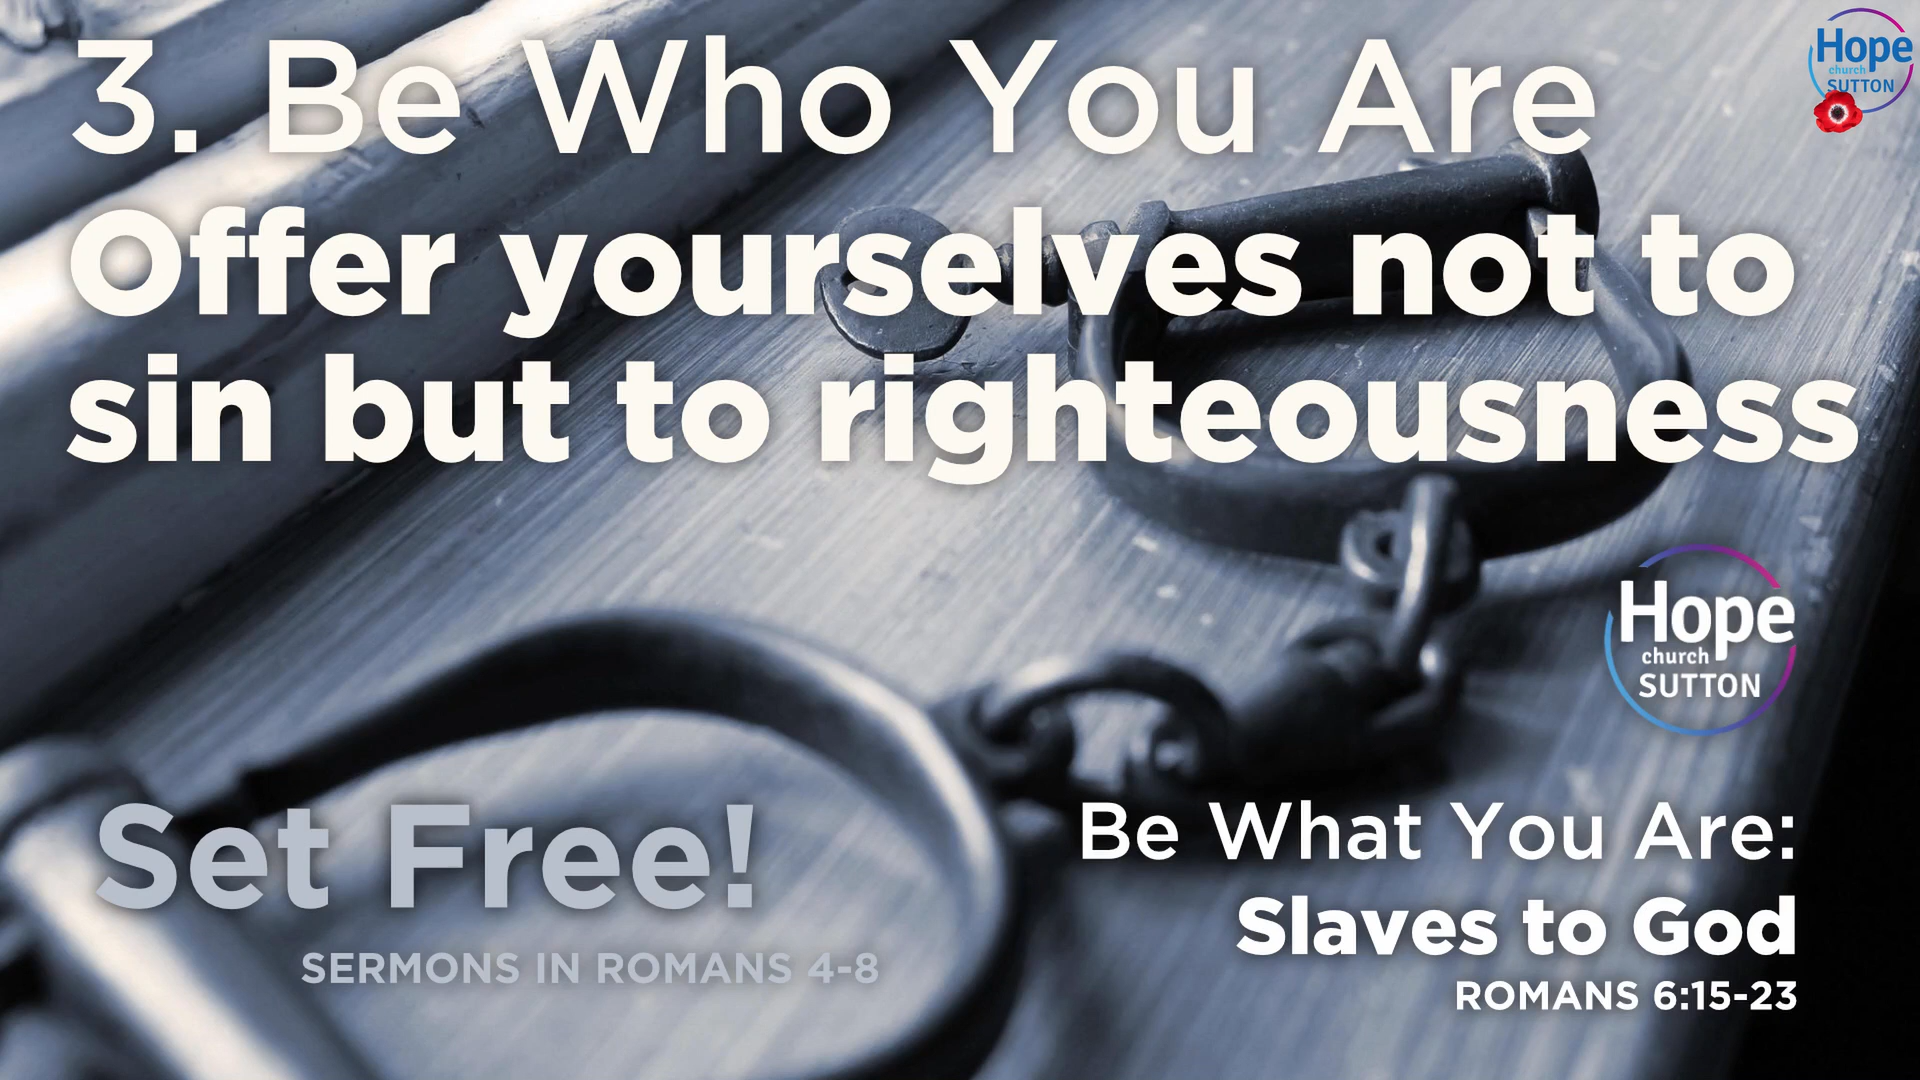 3. Be Who You Are
Offer yourselves not to
sin but to righteousness
Hope
church
SUTTON
Hope
church
SUTTON
Set Free!
SERMONS IN ROMANS 4-8
Be What You Are:
Slaves to God
ROMANS 6:15-23